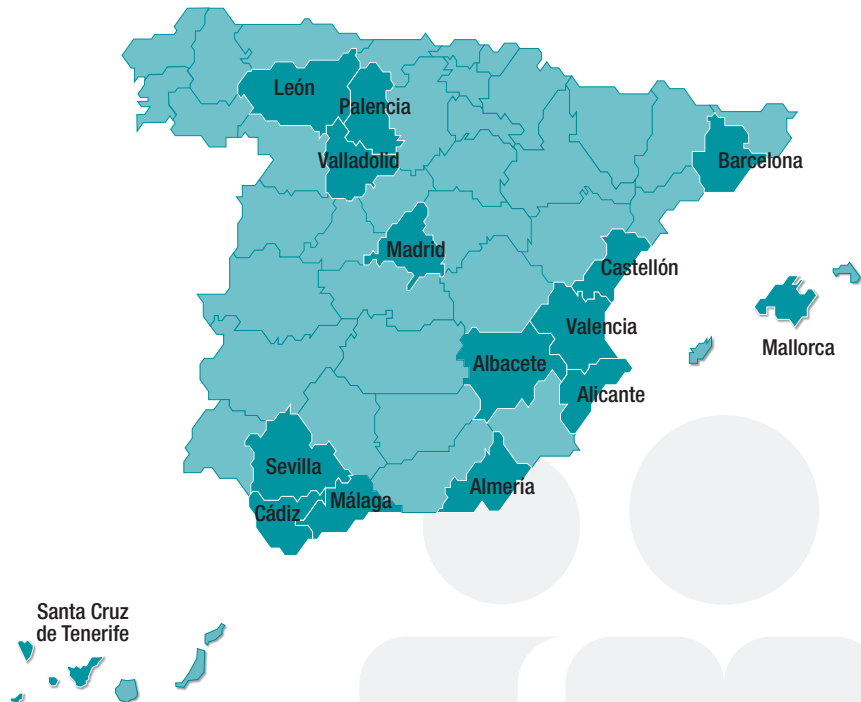 León
Palencia
Valladolid
Barcelona
Madrid
Castellón
Valencia
Mallorca
Albacete
Alicante
Sevilla
Almería
Málaga
Cádiz
Santa Cruz
de Tenerife